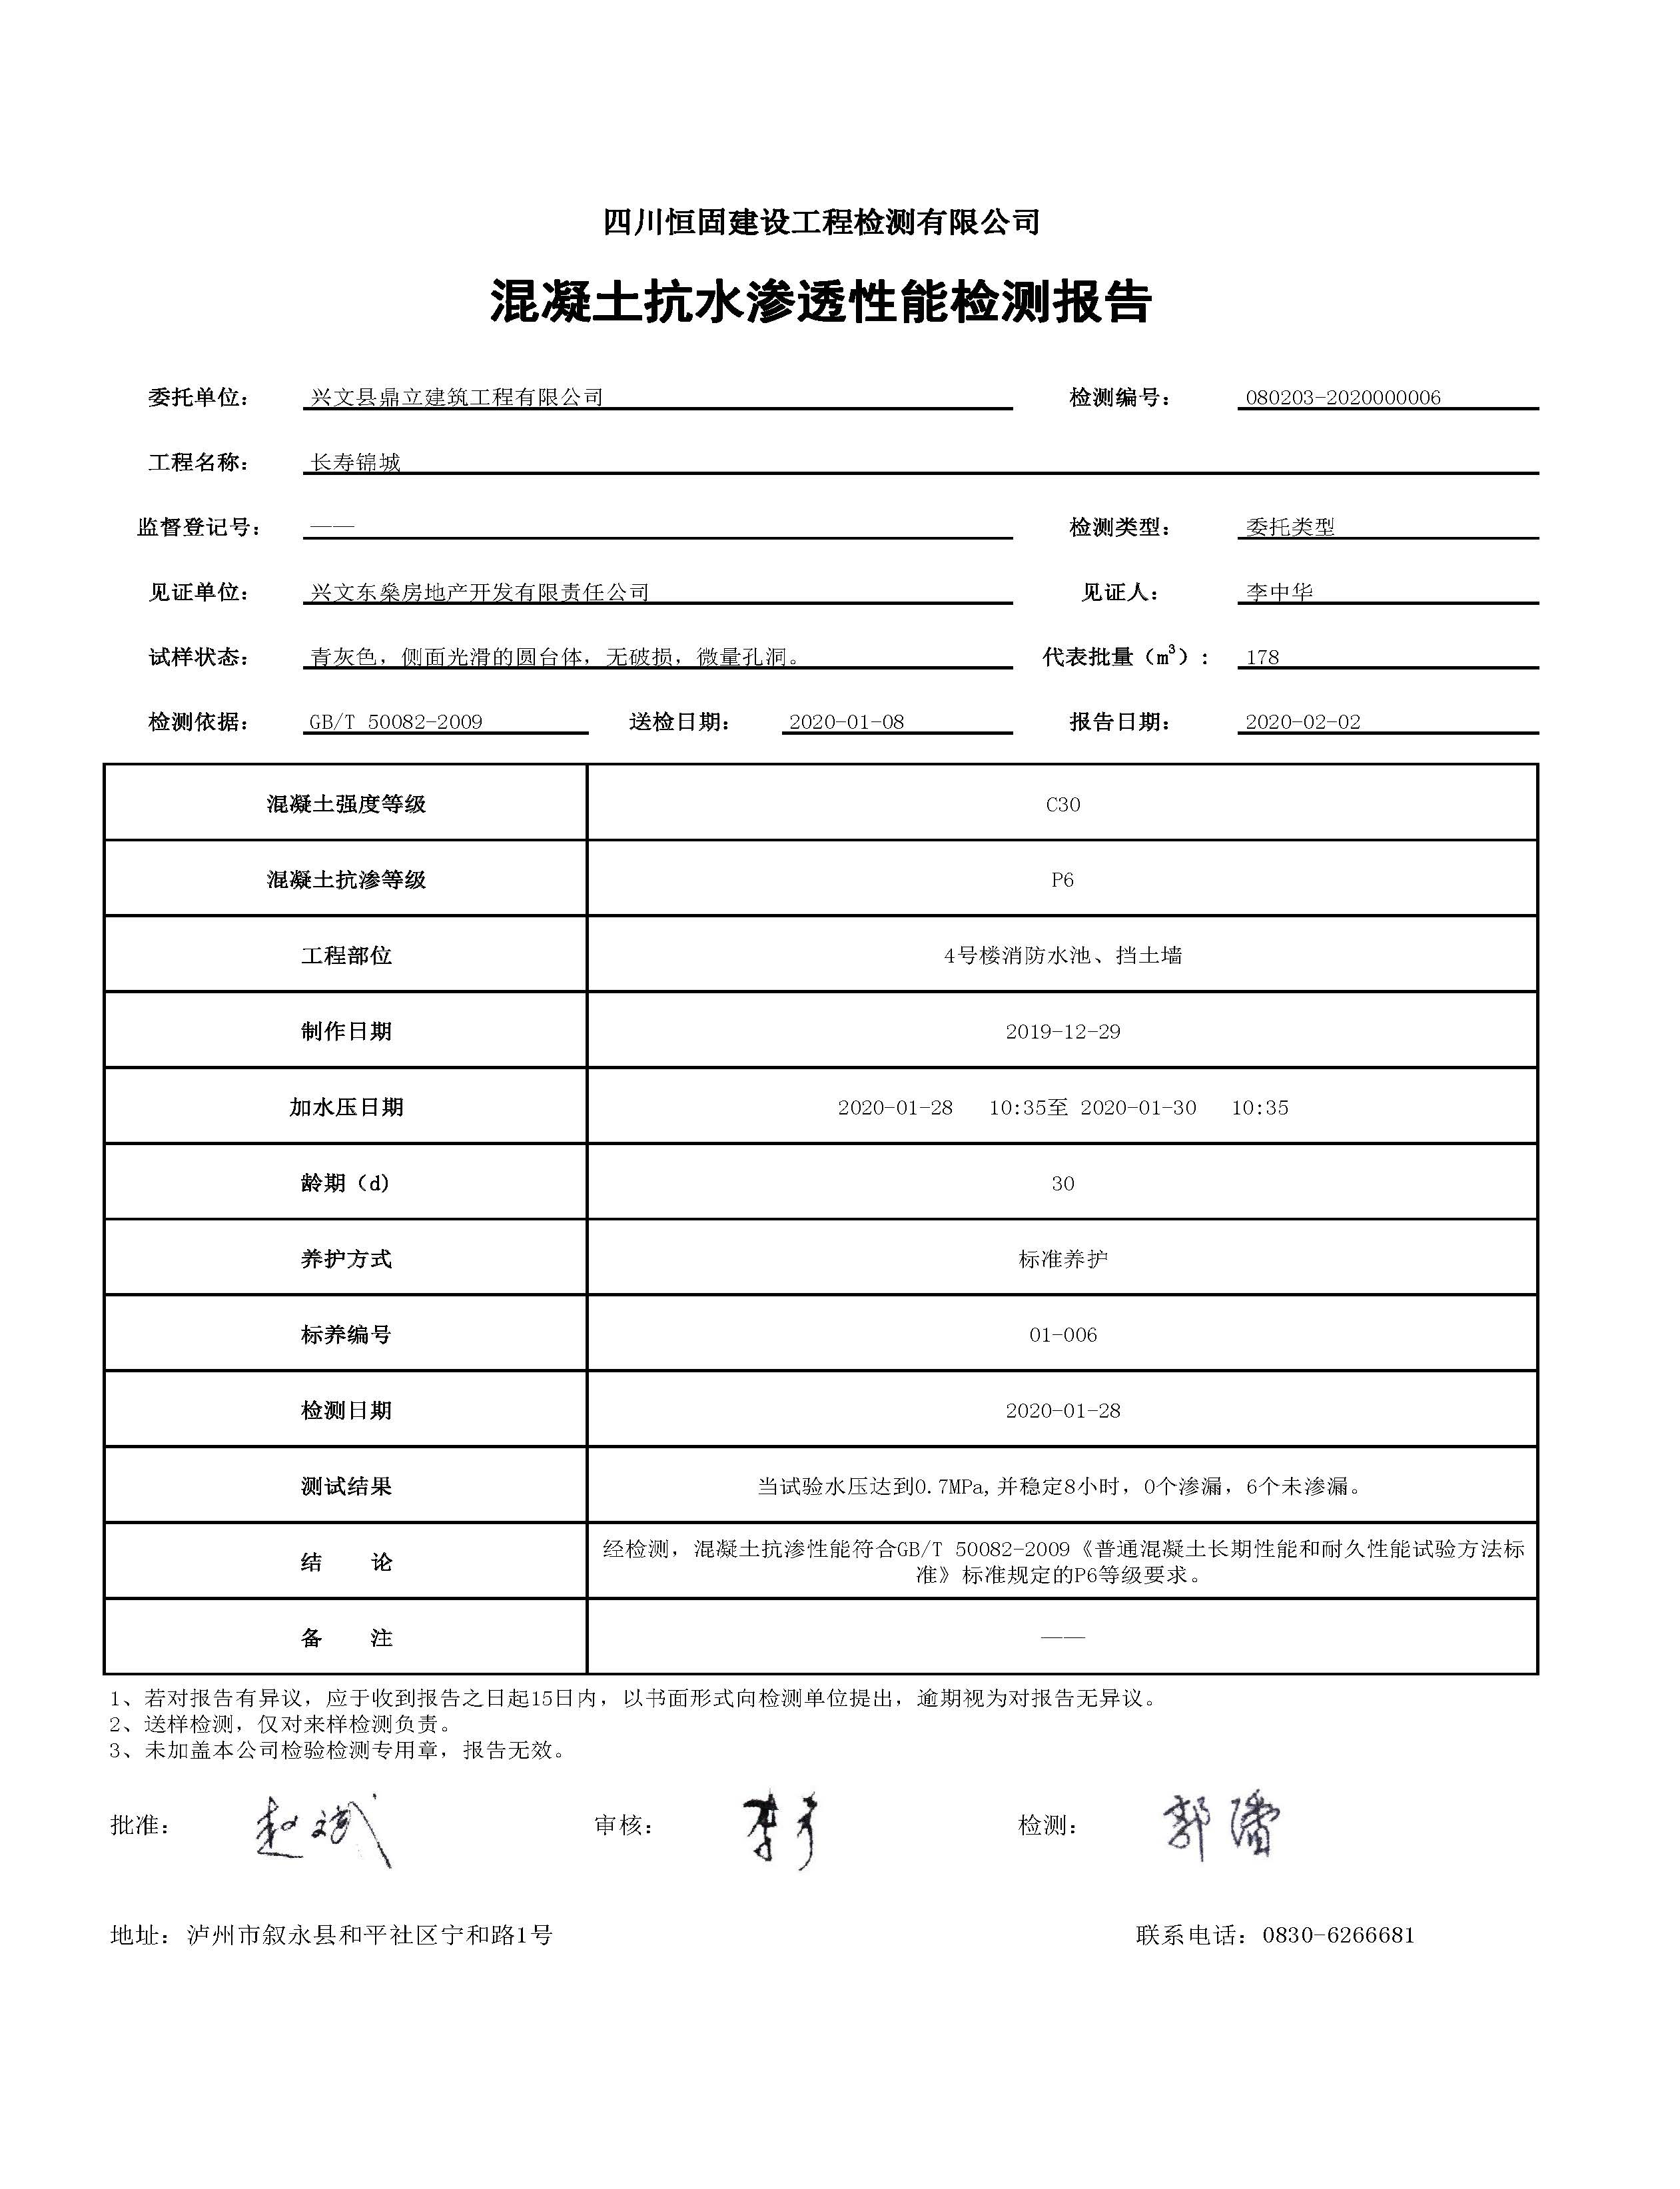 四川恒固建设工程检测有限公司
混凝土抗水渗透性能检测报告
委托单位： 兴文县鼎立建筑工程有限公司 检测编号： 080203-2020000006
工程名称： 长寿锦城
监督登记号： —— 检测类型： 委托类型
见证单位： 兴文东燊房地产开发有限责任公司 见证人： 李中华
试样状态： 青灰色，侧面光滑的圆台体，无破损，微量孔洞。 代表批量（m³）： 178
检测依据： GB/T 50082-2009 送检日期： 2020-01-08 报告日期： 2020-02-02
混凝土强度等级 C30
混凝土抗渗等级 P6
工程部位 4号楼消防水池、挡土墙
制作日期 2019-12-29
加水压日期 2020-01-28 10:35至 2020-01-30 10:35
龄期（d) 30
养护方式 标准养护
标养编号 01-006
检测日期 2020-01-28
测试结果 当试验水压达到0.7MPa,并稳定8小时，0个渗漏，6个未渗漏。
结 论 经检测，混凝土抗渗性能符合GB/T 50082-2009《普通混凝土长期性能和耐久性能试验方法标
准》标准规定的P6等级要求。
备 注 ——
1、若对报告有异议，应于收到报告之日起15日内，以书面形式向检测单位提出，逾期视为对报告无异议。
2、送样检测，仅对来样检测负责。
3、未加盖本公司检验检测专用章，报告无效。
批准： 赵斌 审核： 检测： 郭
地址：泸州市叙永县和平社区宁和路1号 联系电话：0830-6266681